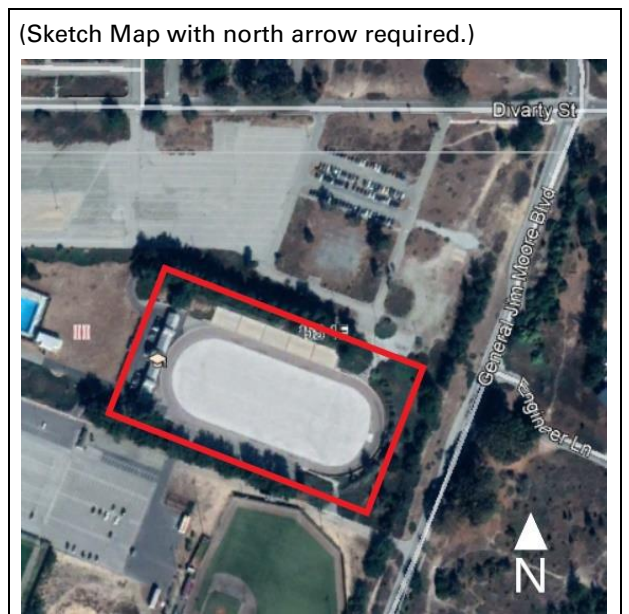 (Sketch Map with north arrow required.)
Divarty St
General Jim Moore Blvd
Engineer Ln
N